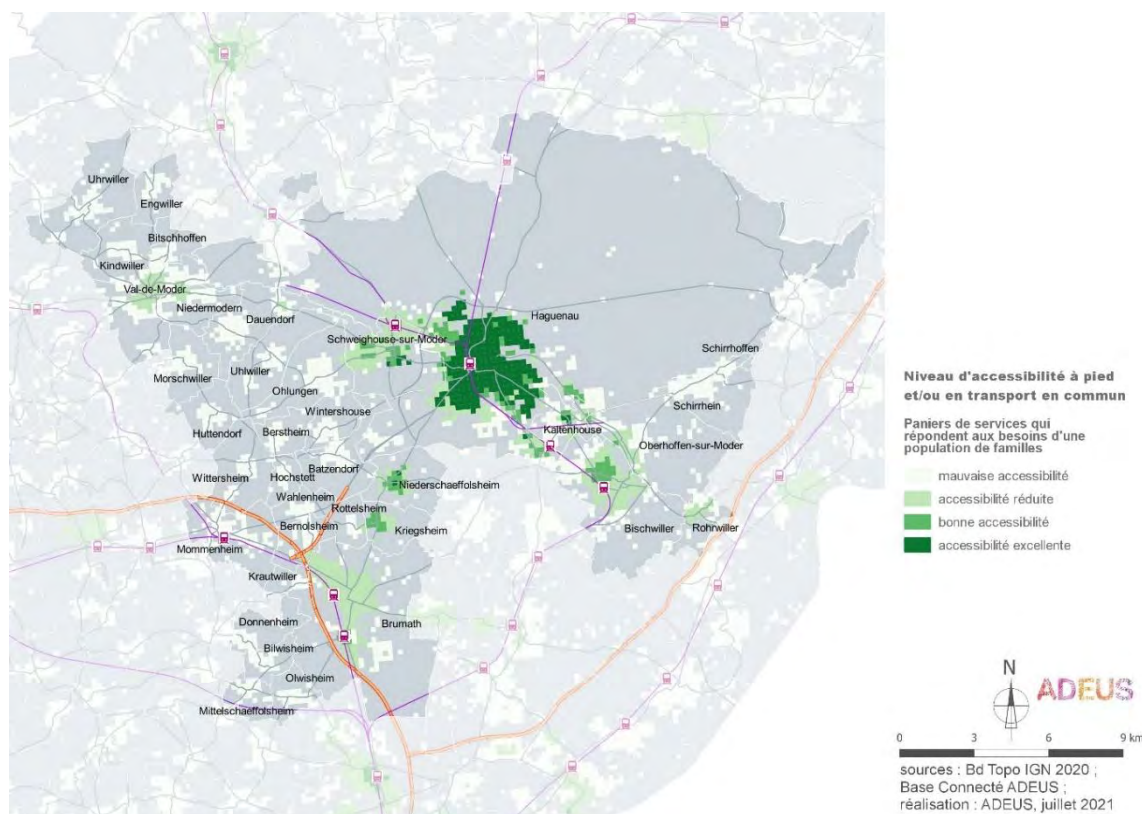 Uhrwiller
Engwiller
Bitschhoffen
Kindwiller
Val-de-Moder
Niedermodern
Dauendorf
Haguenau
Schweighouse-sur-Moder
Schirrhoffen
Morschwiller
Uhlwiller
Ohlungen
Wintershouse
Schirrhein
Huttendorf
Berstheim
Kaltenhouse
Oberhoffen-sur-Moder
Wittersheim
Hochstett
Batzendorf
Wahlenheim
Niederschaeffolsheim
Rottelsheim
Bernolsheim
Kriegsheim
Bischwiller
Rohrwiller
Mommenheim
Krautwiller
Donnenheim
Brumath
Bilwisheim
Olwisheim
Mittelschaeffolsheim
Niveau d'accessibilité à pied
et/ou en transport en commun
Paniers de services qui
répondent aux besoins d'une
population de familles
mauvaise accessibilité
accessibilité réduite
bonne accessibilité
accessibilité excellente
N
ADEUS
0 3 6 9 km
sources : Bd Topo IGN 2020 ;
Base Connecté ADEUS ;
réalisation : ADEUS, juillet 2021